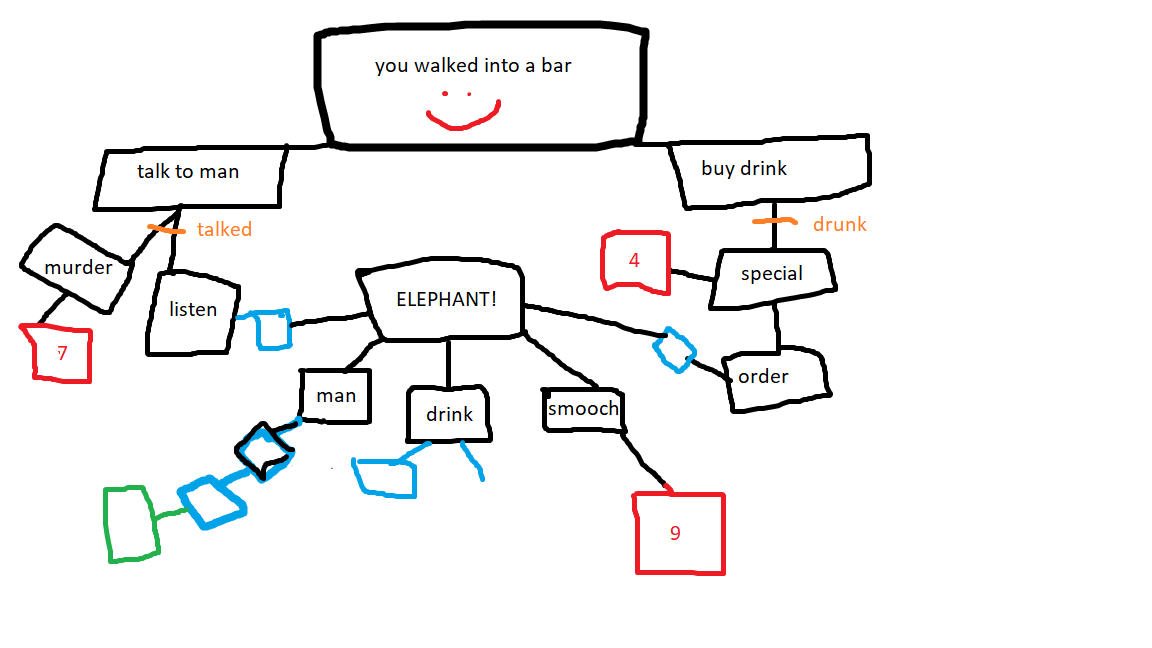 you walked into a bar
talk to man
buy drink
talked
drunk
murder
4
special
listen
ELEPHANT!
7
man
drink
smooch
order
9